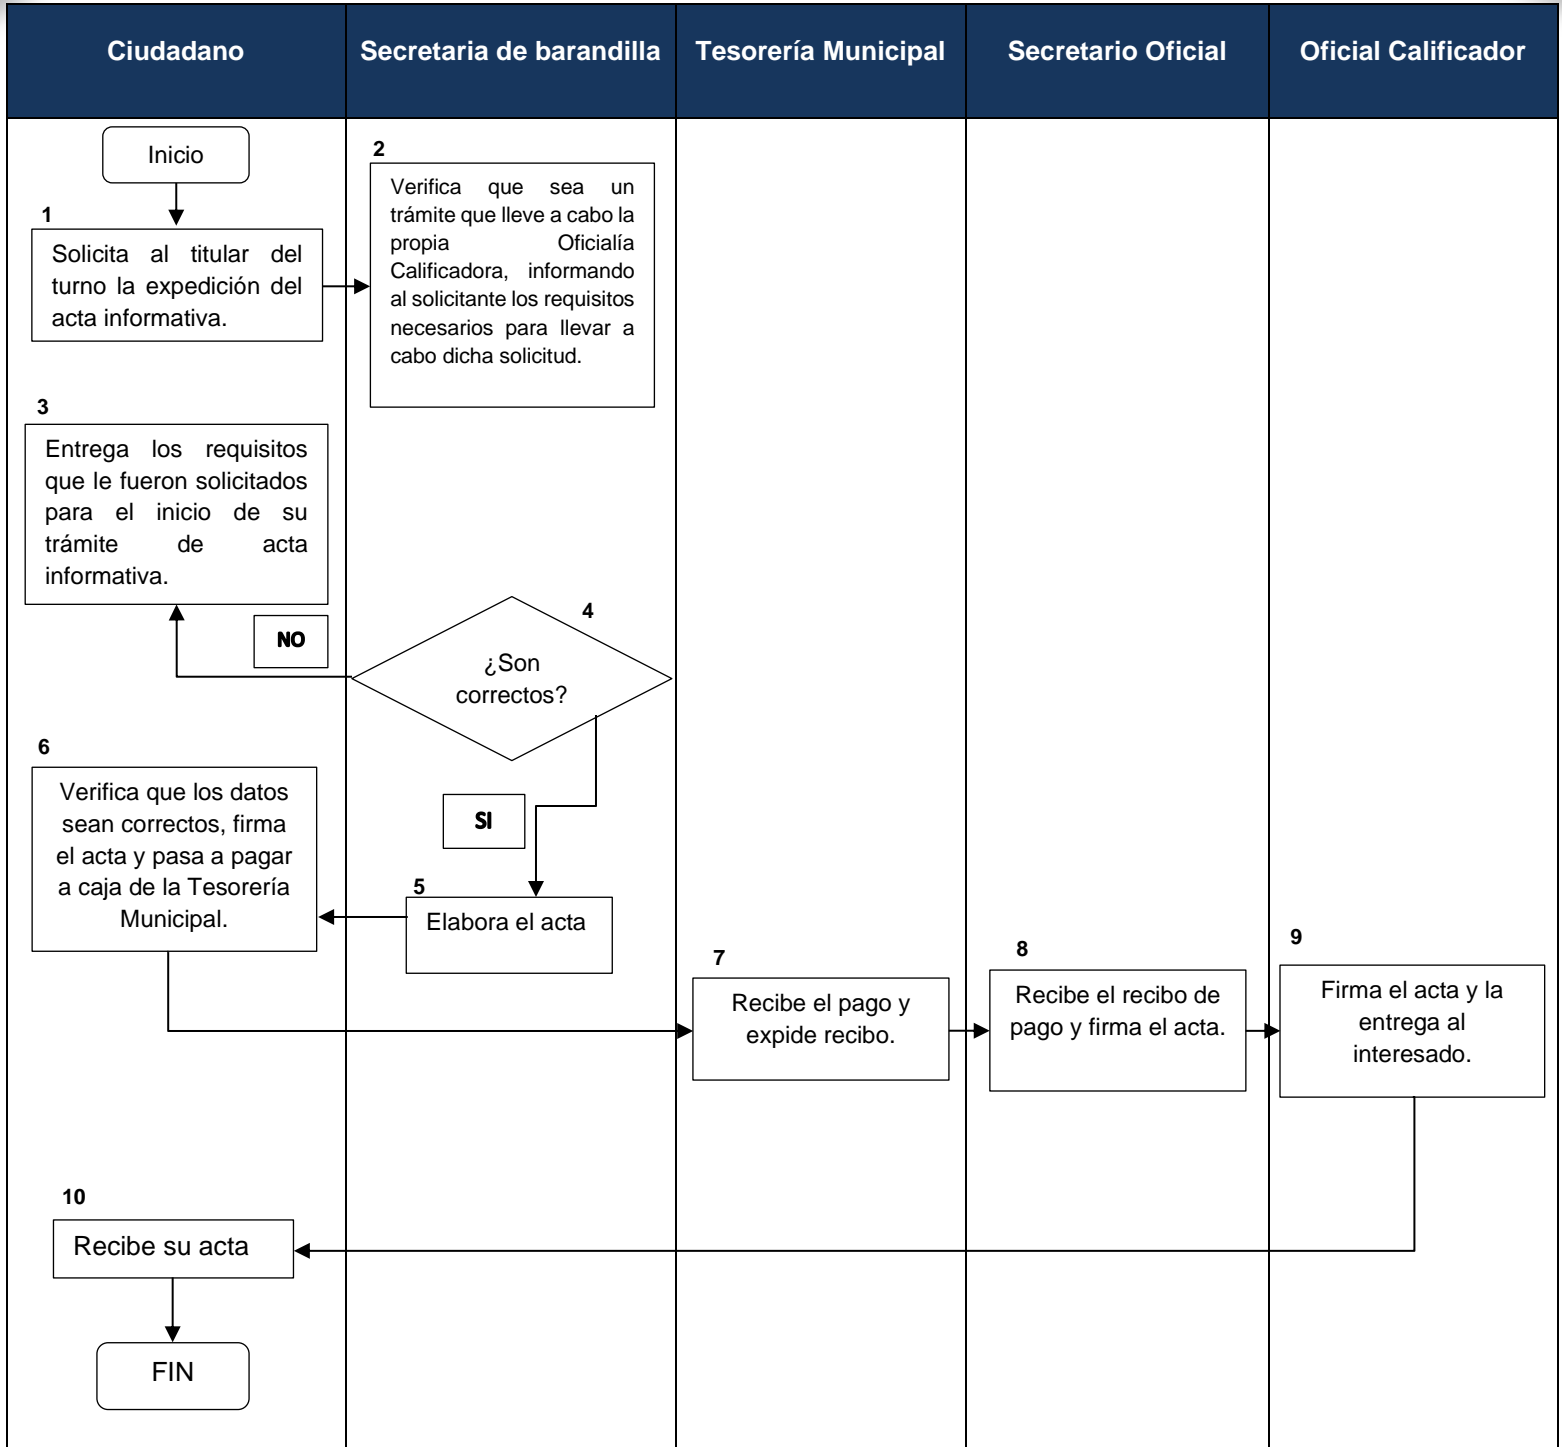 Ciudadano
Secretaria de barandilla
Tesorería Municipal
Secretario Oficial
Oficial Calificador
Inicio
1
Solicita al titular del
turno la expedición del
acta informativa.
2
Verifica que sea un
trámite que lleve a cabo la
propia Oficialía
Calificadora, informando
al solicitante los requisitos
necesarios para llevar a
cabo dicha solicitud.
3
Entrega los requisitos
que le fueron solicitados
para el inicio de su
trámite de acta
informativa.
NO
4
¿Son
correctos?
SI
5
Elabora el acta
6
Verifica que los datos
sean correctos, firma
el acta y pasa a pagar
a caja de la Tesorería
Municipal.
7
Recibe el pago y
expide recibo.
8
Recibe el recibo de
pago y firma el acta.
9
Firma el acta y la
entrega al
interesado.
10
Recibe su acta
FIN